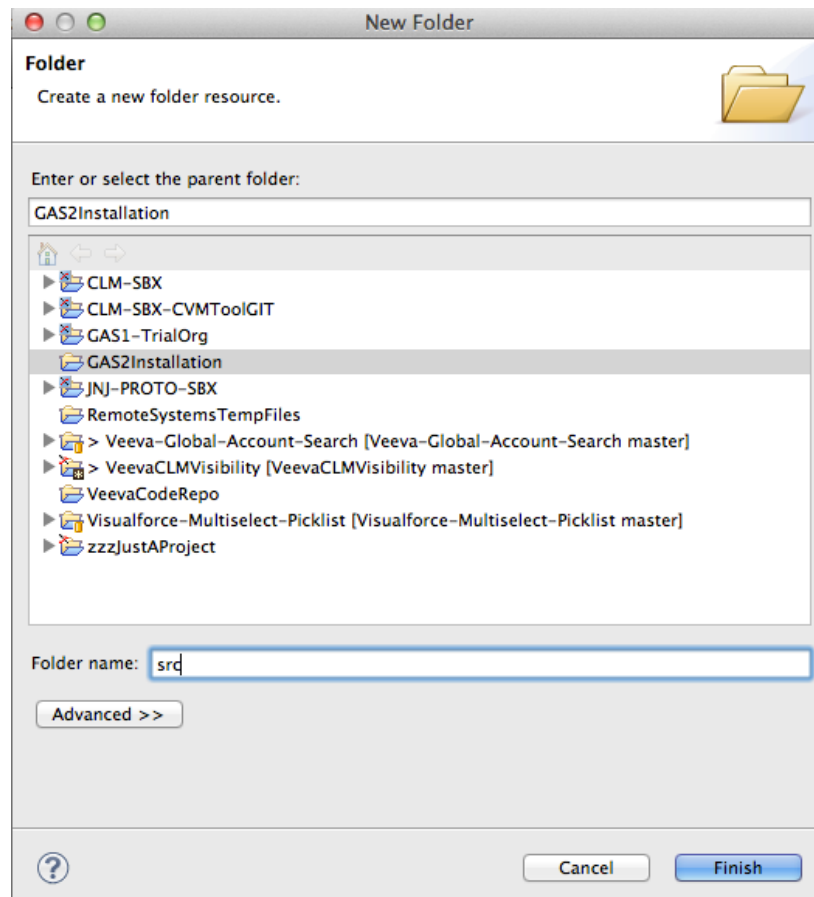 New Folder
Folder
Create a new folder resource.
Enter or select the parent folder:
GAS2Installation
CLM-SBX
CLM-SBX-CVMToolGIT
GAS1-TrialOrg
GAS2Installation
JNJ-PROTO-SBX
RemoteSystemsTempFiles
> Veeva-Global-Account-Search [Veeva-Global-Account-Search master]
> VeevaCLMVisibility [VeevaCLMVisibility master]
VeevaCodeRepo
Visualforce-Multiselect-Picklist [Visualforce-Multiselect-Picklist master]
zzzJustAProject
Folder name: src
Advanced >>
? Cancel Finish